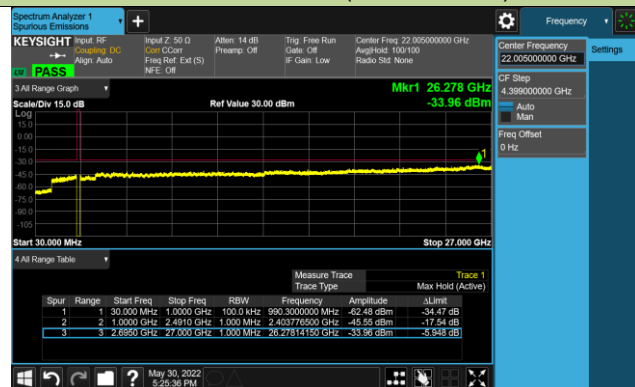 Spectrum Analyzer 1
Spurious Emissions
Frequency
KEYSIGHT
Input: RF
Coupling: DC
Align: Auto
Input Z: 50 Ω
Corr CCorr
Freq Ref: Ext (S)
NFE: Off
Atten: 14 dB
Preamp: Off
Trig: Free Run
Gate: Off
IF Gain: Low
Center Freq: 22.005000000 GHz
Avg|Hold: 100/100
Radio Std: None
PASS
Center Frequency
22.005000000 GHz
Settings
CF Step
4.399000000 GHz
Auto
Man
Freq Offset
0 Hz
3 All Range Graph
Mkr1 26.278 GHz
Scale/Div 15.0 dB
Ref Value 30.00 dBm
-33.96 dBm
Log
15.0
0.00
-15.0
-30.0
-45.0
-60.0
-75.0
-90.0
-105
1
Start 30.000 MHz
Stop 27.000 GHz
4 All Range Table
Measure Trace Trace 1
Trace Type Max Hold (Active)
Spur Range Start Freq Stop Freq RBW Frequency Amplitude ΔLimit
1 1 30.000 MHz 1.0000 GHz 100.0 kHz 990.3000000 MHz -62.48 dBm -34.47 dB
2 2 1.0000 GHz 2.4910 GHz 1.000 MHz 2.403776500 GHz -45.55 dBm -17.54 dB
3 3 2.6950 GHz 27.000 GHz 1.000 MHz 26.27814150 GHz -33.96 dBm -5.948 dB
May 30, 2022
5:25:36 PM